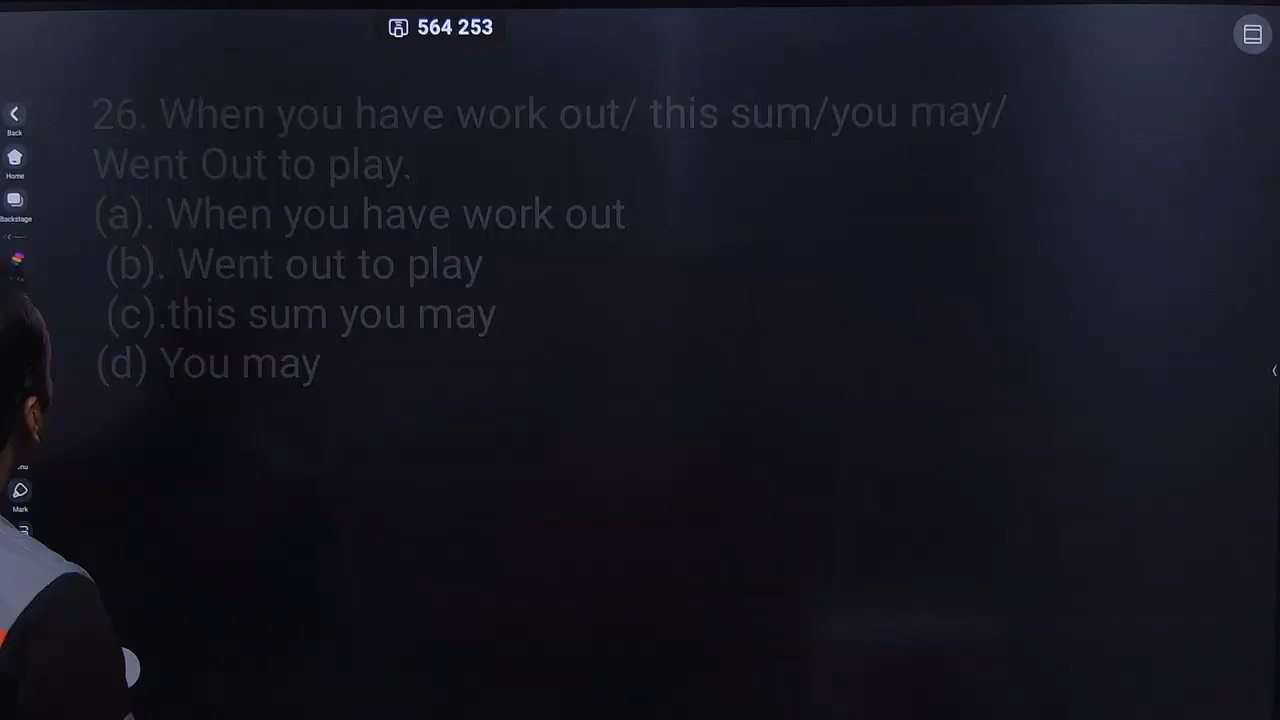 564 253
26. When you have work out/ this sum/you may/
Went Out to play.
(a). When you have work out
(b). Went out to play
(c).this sum you may
(d) You may
Back
Home
Backstage
Mark